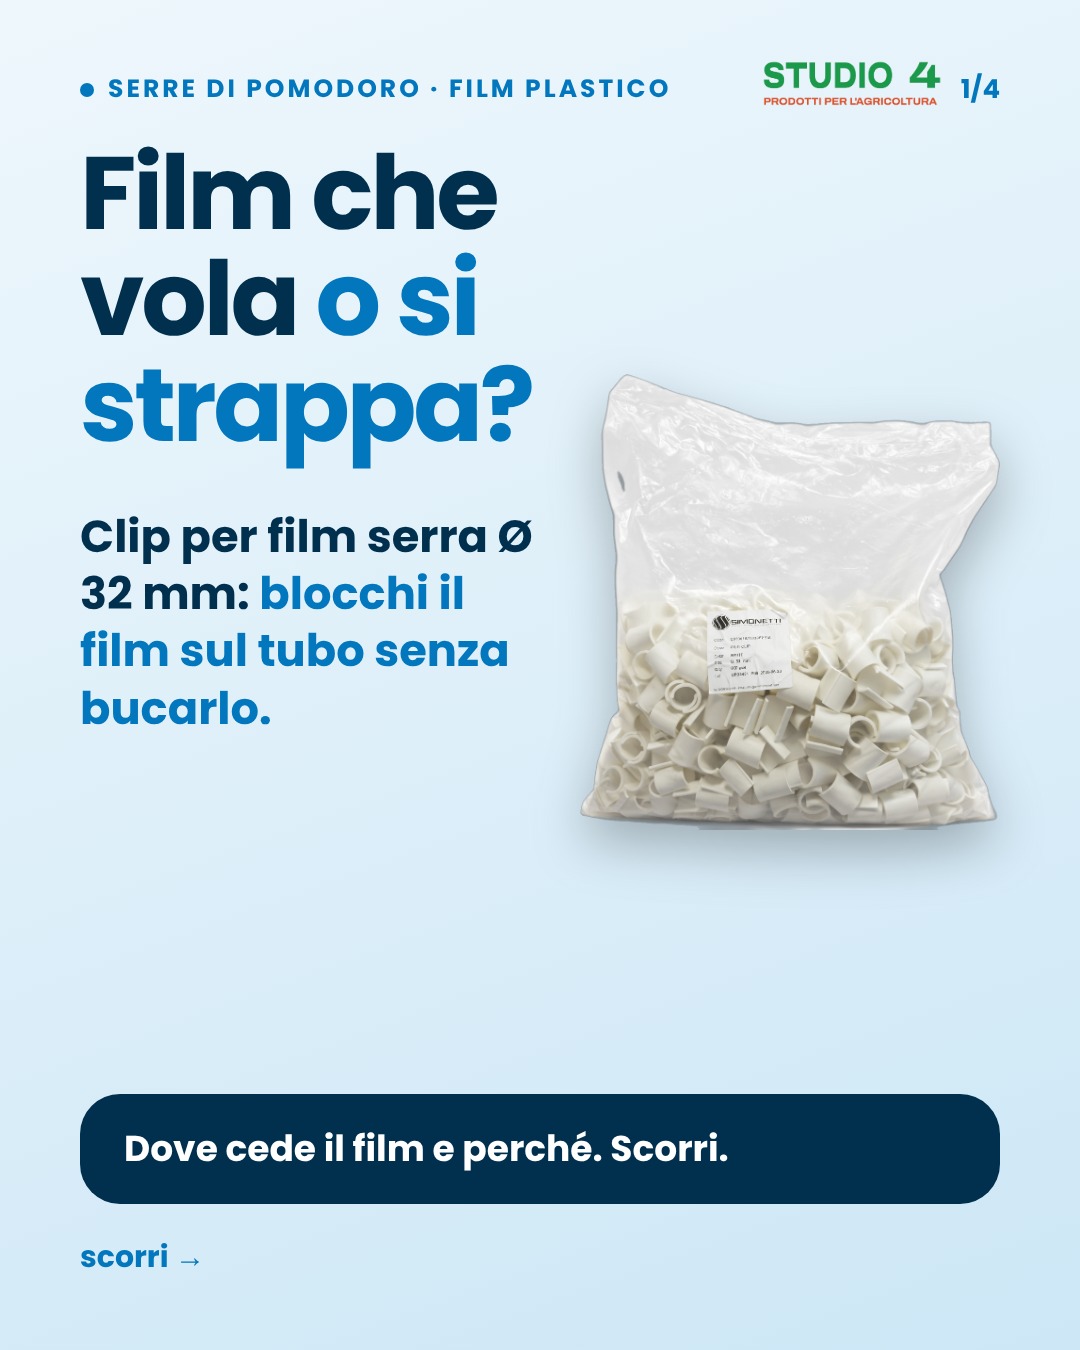 SERRE DI POMODORO · FILM PLASTICO
STUDIO 4
PRODOTTI PER L'AGRICOLTURA
1/4
Film che
vola o si
strappa?
Clip per film serra Ø
32 mm: blocchi il
film sul tubo senza
bucarlo.
SIMONETTI
Dove cede il film e perché. Scorri.
scorri →